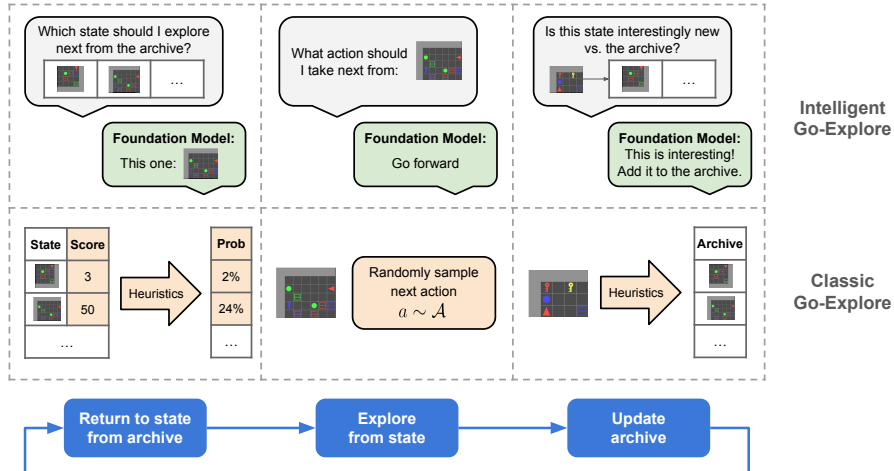 Which state should I explore
next from the archive?
...
Foundation Model:
This one:
What action should
I take next from:
Foundation Model:
Go forward
Is this state interestingly new
vs. the archive?
...
Foundation Model:
This is interesting!
Add it to the archive.
Intelligent
Go-Explore
State Score
3
50
...
Heuristics
Prob
2%
24%
...
Randomly sample
next action
a ∼ A
Heuristics
Archive
...
Classic
Go-Explore
Return to state
from archive
Explore
from state
Update
archive